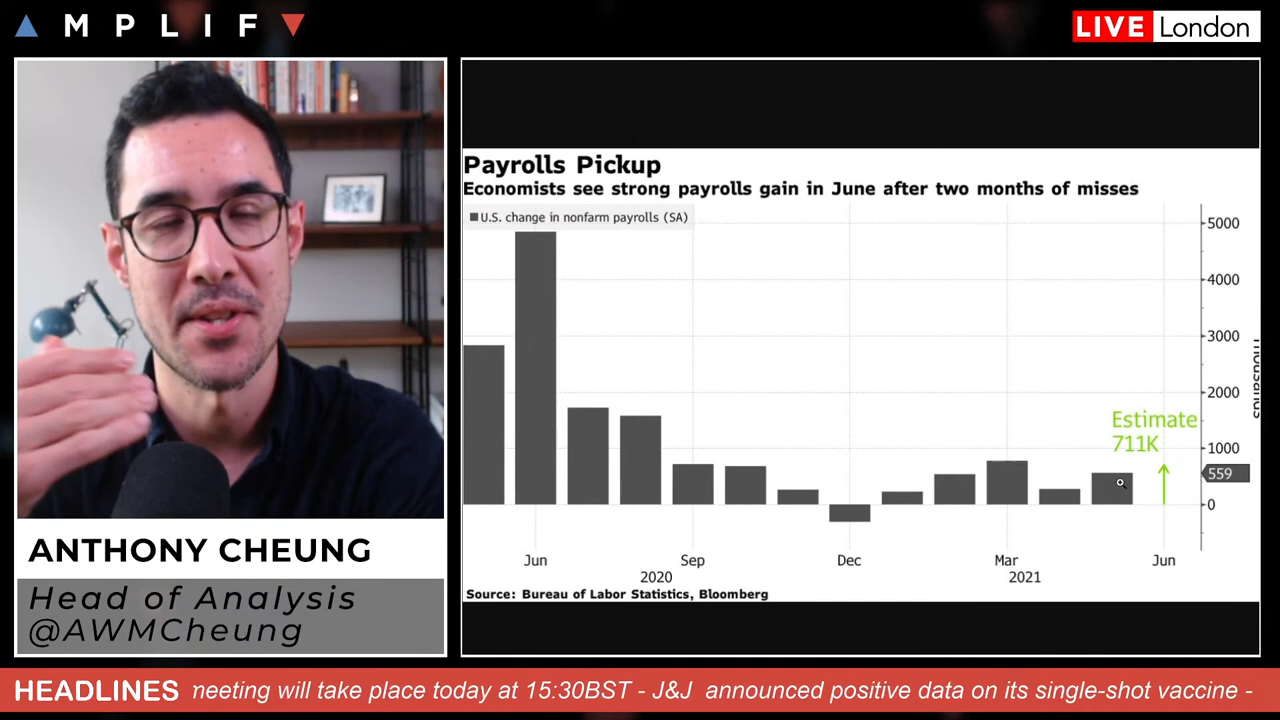 AMPLIFY
LIVE London
Payrolls Pickup
Economists see strong payrolls gain in June after two months of misses
U.S. change in nonfarm payrolls (SA)
5000
4000
3000
2000
1000
0
Estimate
711K
559
Jun Sep Dec Mar Jun
2020 2021
Source: Bureau of Labor Statistics, Bloomberg
ANTHONY CHEUNG
Head of Analysis
@AWMCheung
HEADLINES neeting will take place today at 15:30BST - J&J announced positive data on its single-shot vaccine -